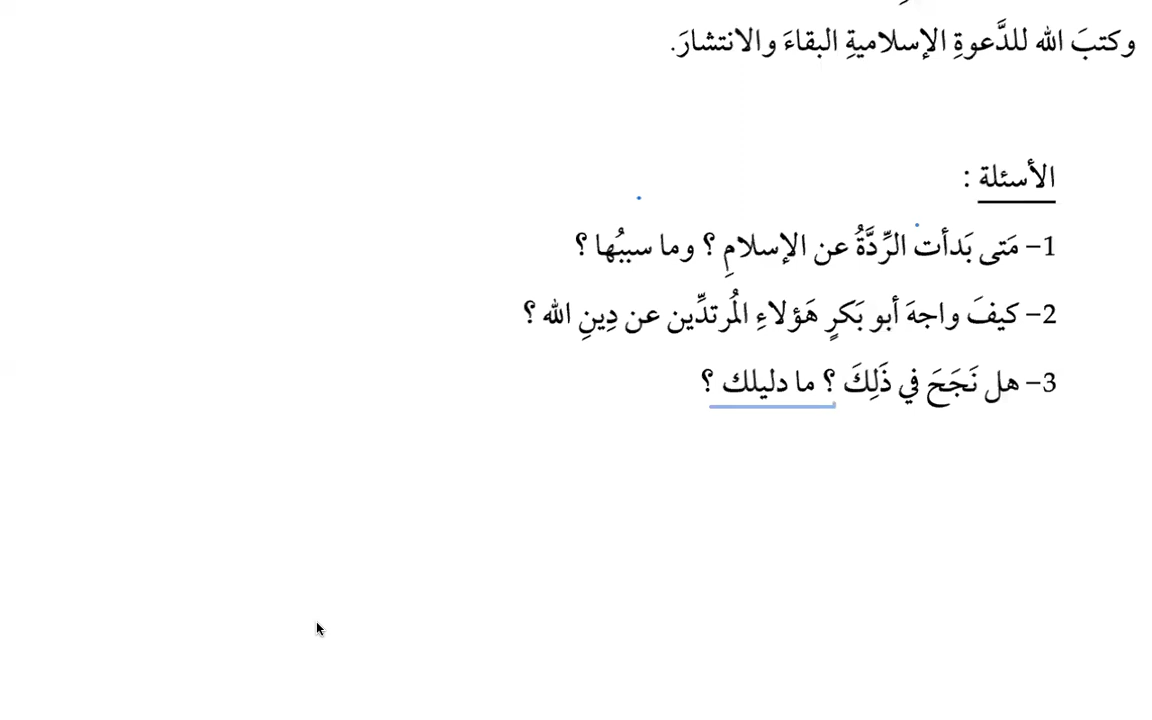 وكتبَ الله للدَّعوةِ الإسلاميةِ البقاءَ والانتشارَ.
الأسئلة :
1– مَتى بَدأت الرِّدَّةُ عن الإسلامِ ؟ وما سببُها ؟
2– كيفَ واجهَ أبو بَكرٍ هَؤلاءِ المُرتدِّين عن دِينِ الله ؟
3– هل نَجَحَ في ذَلِكَ ؟ ما دليلك ؟